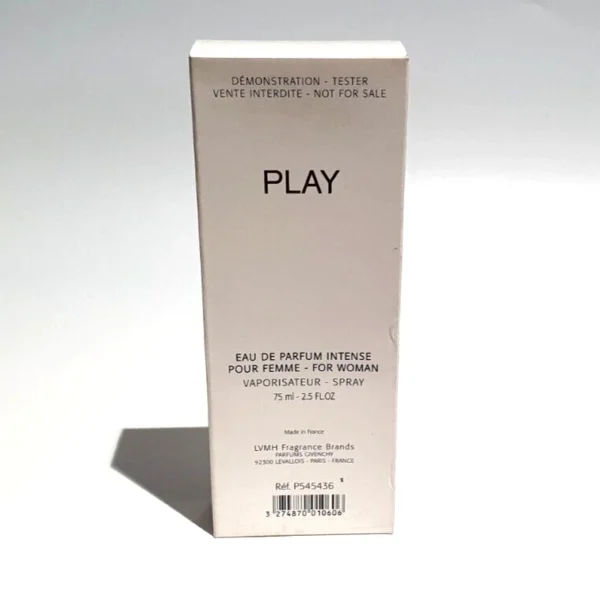 DÉMONSTRATION - TESTER
VENTE INTERDITE - NOT FOR SALE
PLAY
EAU DE PARFUM INTENSE
POUR FEMME - FOR WOMAN
VAPORISATEUR - SPRAY
75 ml - 2.5 FL.OZ
Made in France
LVMH Fragrance Brands
PARFUMS GIVENCHY
92300 LEVALLOIS - PARIS - FRANCE
Réf. P545436
3 274870 010606